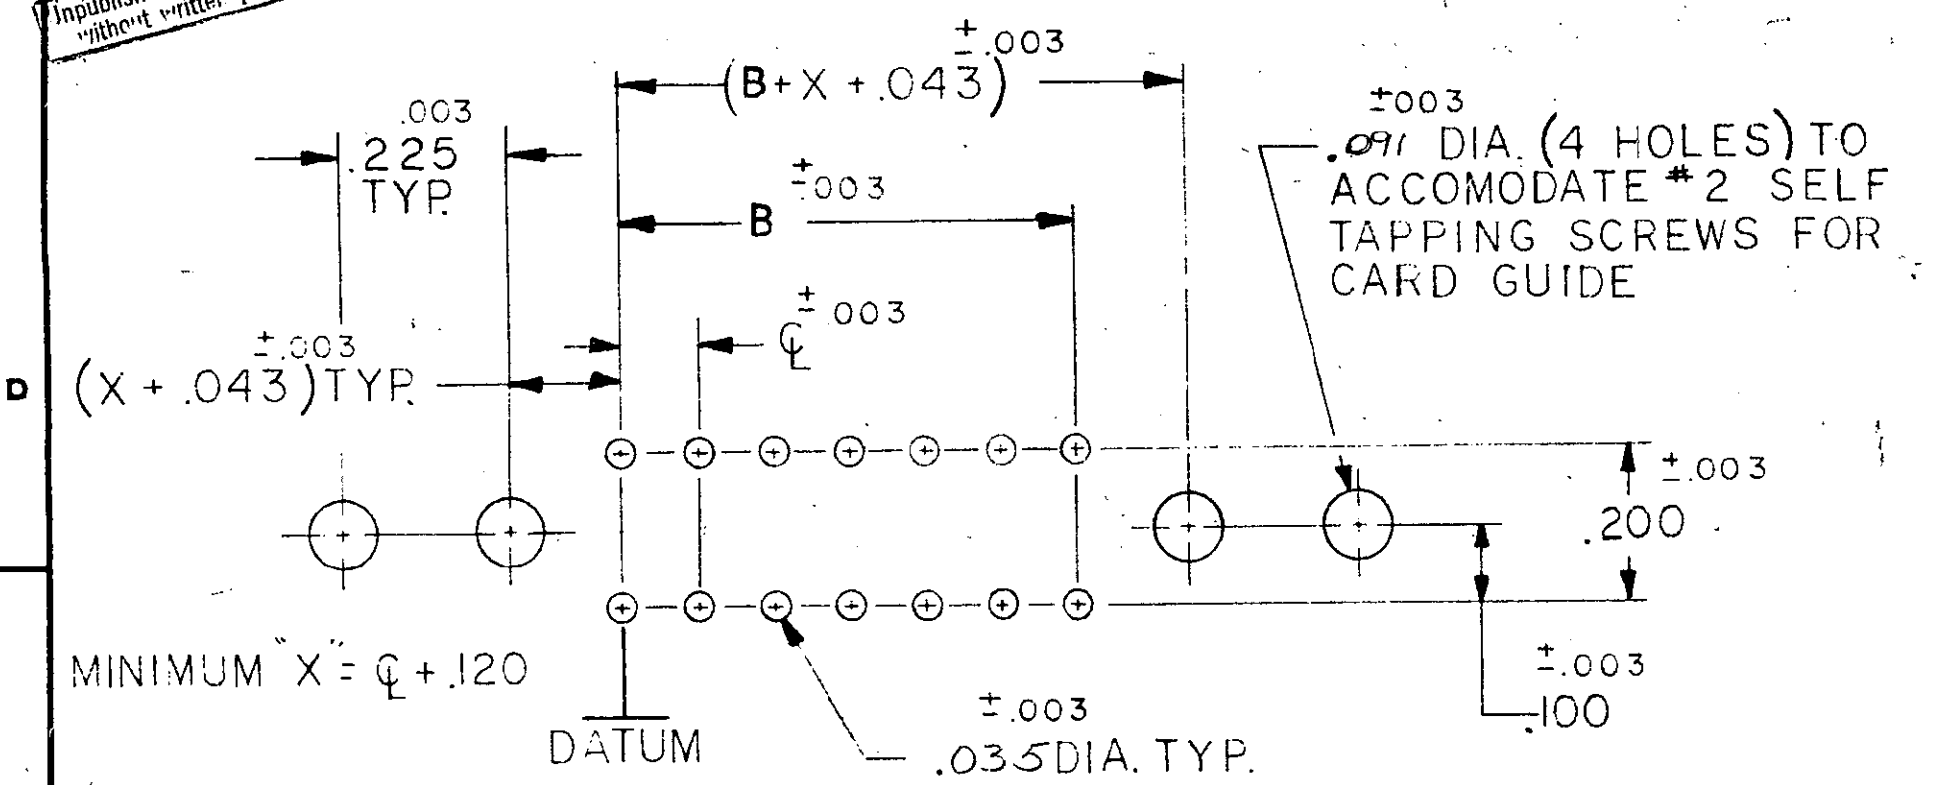 without written
±.003
(B+X +.043)
.003
.225
TYP.
±.003
B
±.003
℄
±003
.091 DIA. (4 HOLES) TO
ACCOMODATE #2 SELF
TAPPING SCREWS FOR
CARD GUIDE
±.003
(X + .043) TYP.
D
±.003
.200
MINIMUM "X" = ℄ + .120
±.003
.100
DATUM
±.003
.035 DIA. TYP.